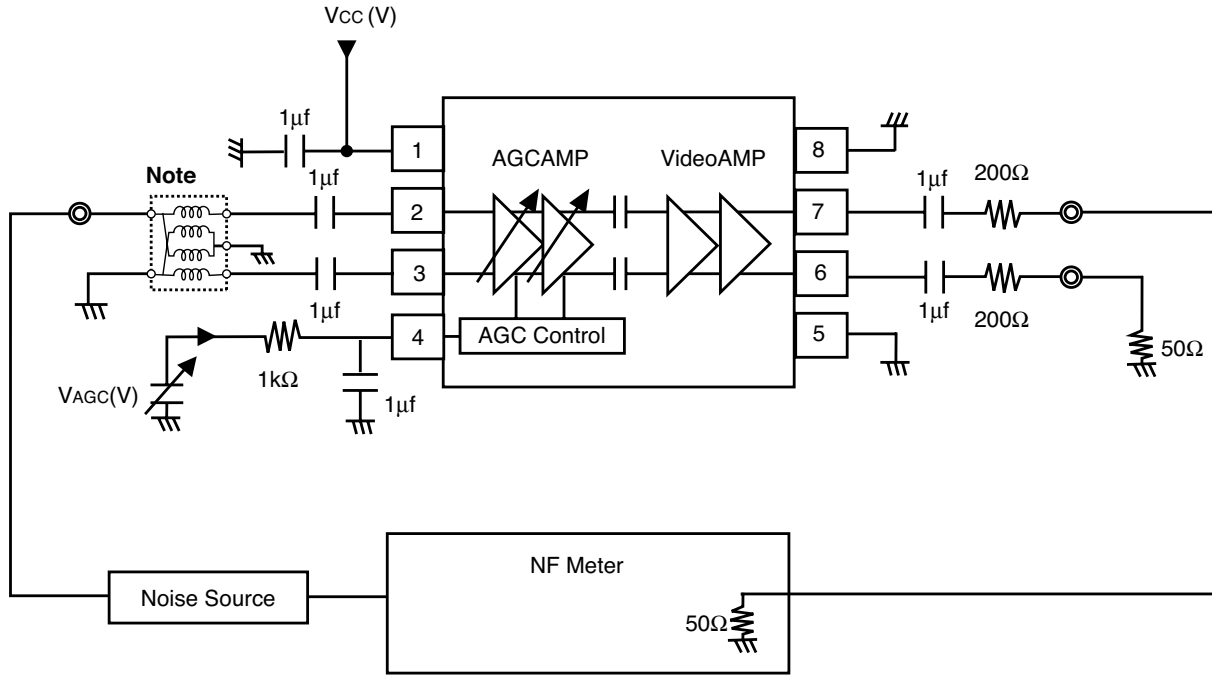 VCC (V)
1µf
1
AGCAMP
VideoAMP
8
Note
1µf
2
7
1µf
200Ω
3
6
1µf
1µf
200Ω
4
AGC Control
5
50Ω
1kΩ
VAGC(V)
1µf
NF Meter
Noise Source
50Ω